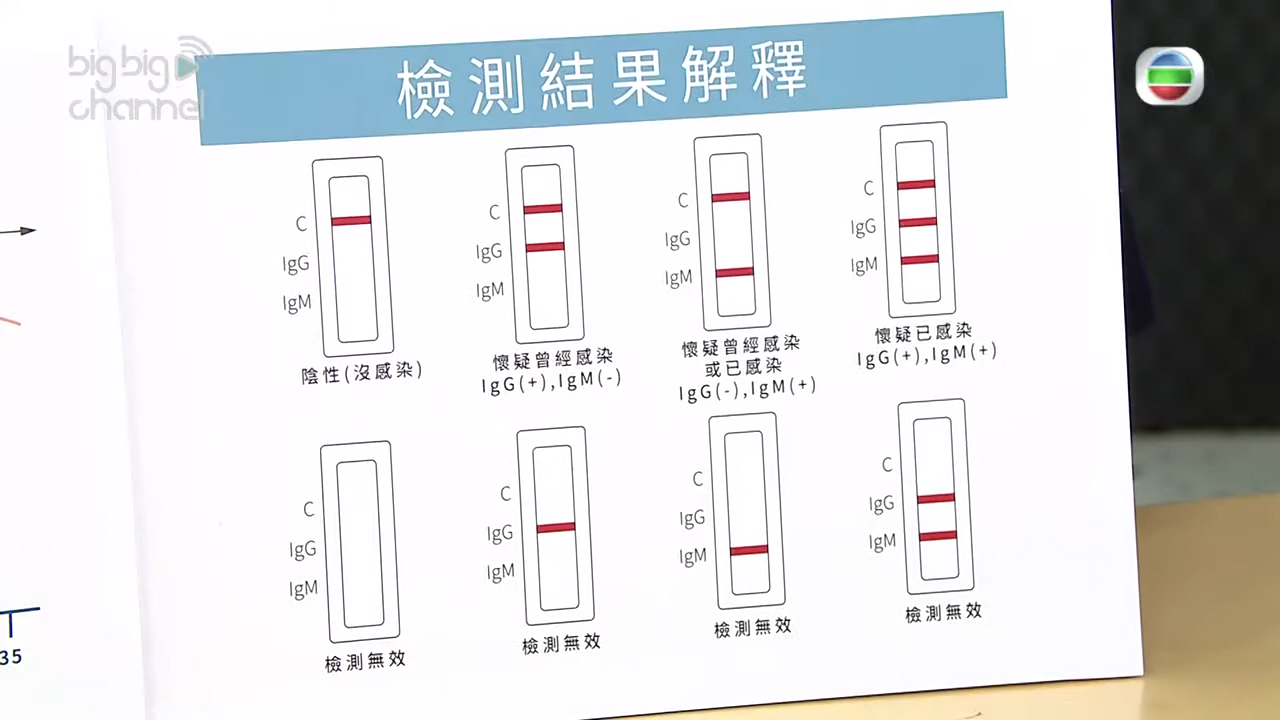 big big
channel
檢測結果解釋
C
IgG
IgM
陰性(沒感染)
C
IgG
IgM
懷疑曾經感染
IgG(+),IgM(-)
C
IgG
IgM
懷疑曾經感染
或已感染
IgG(-),IgM(+)
C
IgG
IgM
懷疑已感染
IgG(+),IgM(+)
C
IgG
IgM
檢測無效
C
IgG
IgM
檢測無效
C
IgG
IgM
檢測無效
C
IgG
IgM
檢測無效
35